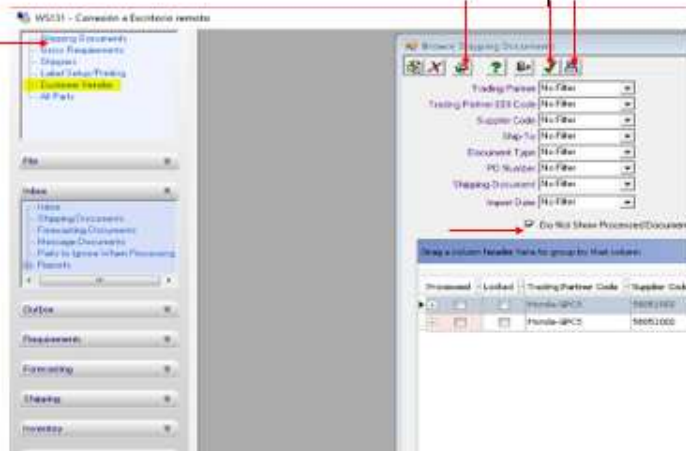 WS131 - Conexión a Escritorio remoto
Shipping Documents
Gross Requirements
Shippers
Label Setup/Printing
Customer Vendor
All Parts
File
Inbox
Inbox
Shipping Documents
Forecasting Documents
Message Documents
Parts to Ignore when Processing
Reports
Outbox
Requirements
Forecasting
Shipping
Inventory
Browse Shipping Documents
Trading Partner No Filter
Trading Partner EDI Code No Filter
Supplier Code No Filter
Ship-To No Filter
Document Type No Filter
PO Number No Filter
Shipping Document No Filter
Import Date No Filter
Do Not Show Processed Document
Drag a column header here to group by that column
Processed Locked Trading Partner Code Supplier Cod
Honda-GPCS
Honda-GPCS